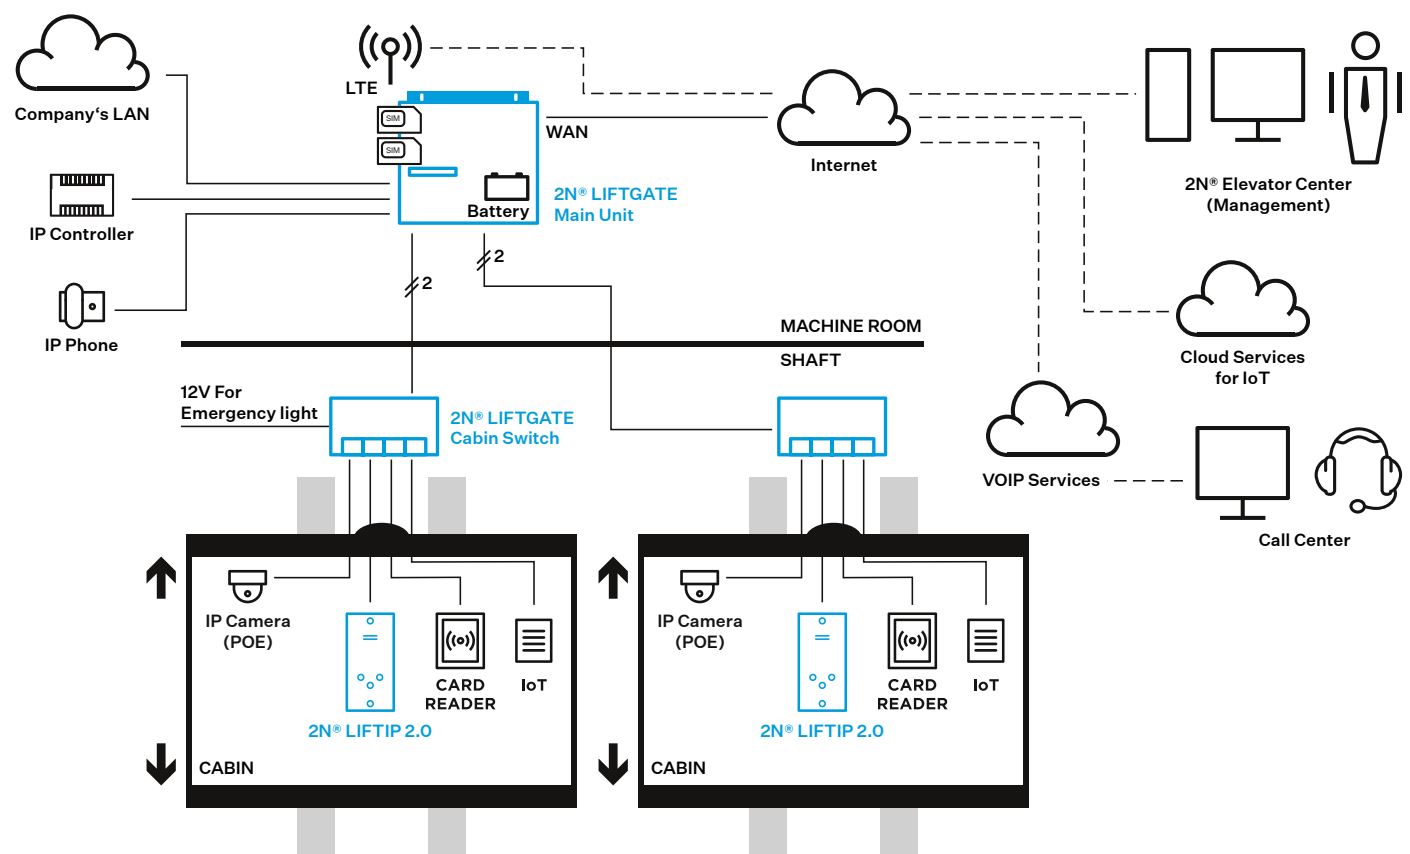 LTE
Company‘s LAN
SIM
SIM
WAN
Internet
Battery
2N® LIFTGATE
Main Unit
2N® Elevator Center
(Management)
IP Controller
2
2
IP Phone
MACHINE ROOM
SHAFT
Cloud Services
for IoT
12V For
Emergency light
2N® LIFTGATE
Cabin Switch
VOIP Services
Call Center
IP Camera
(POE)
CARD
READER
IoT
2N® LIFTIP 2.0
CABIN
IP Camera
(POE)
CARD
READER
IoT
2N® LIFTIP 2.0
CABIN